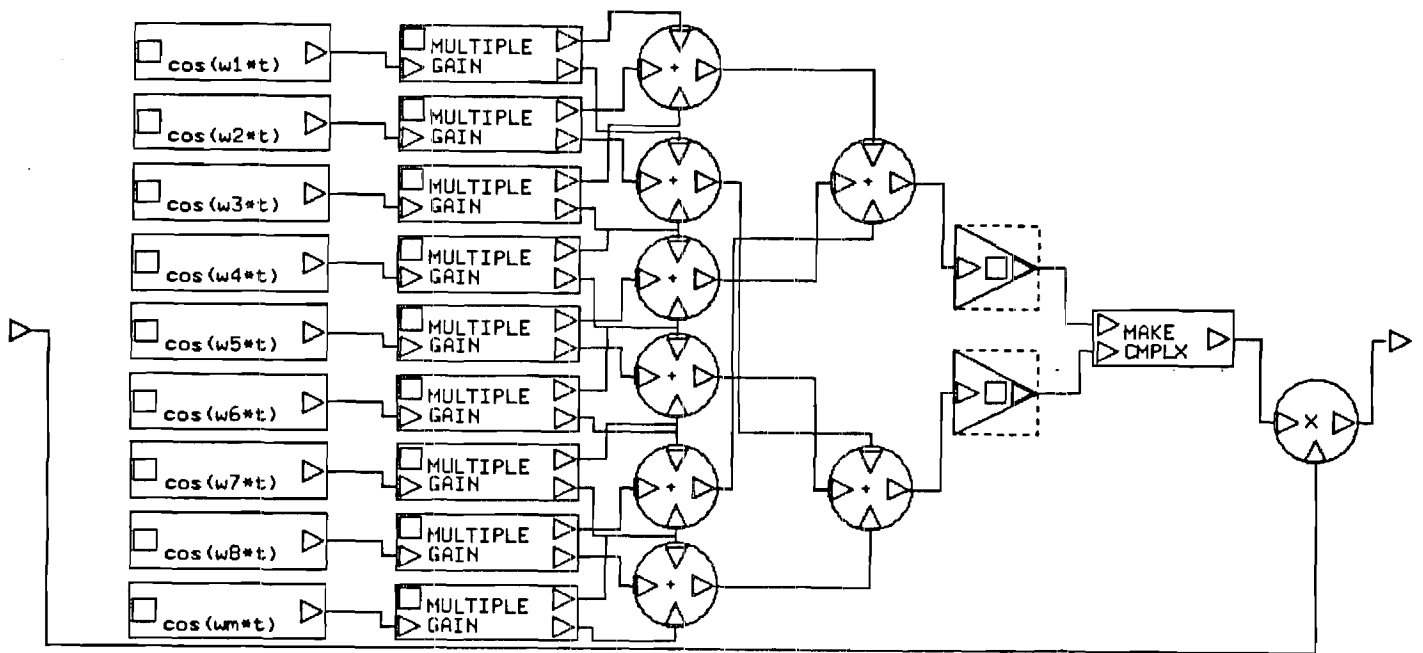 cos(w1*t)
MULTIPLE
GAIN
+
cos(w2*t)
MULTIPLE
GAIN
+
cos(w3*t)
MULTIPLE
GAIN
+
cos(w4*t)
MULTIPLE
GAIN
+
cos(w5*t)
MULTIPLE
GAIN
MAKE
CMPLX
+
cos(w6*t)
MULTIPLE
GAIN
×
cos(w7*t)
MULTIPLE
GAIN
+
+
cos(w8*t)
MULTIPLE
GAIN
+
cos(wm*t)
MULTIPLE
GAIN